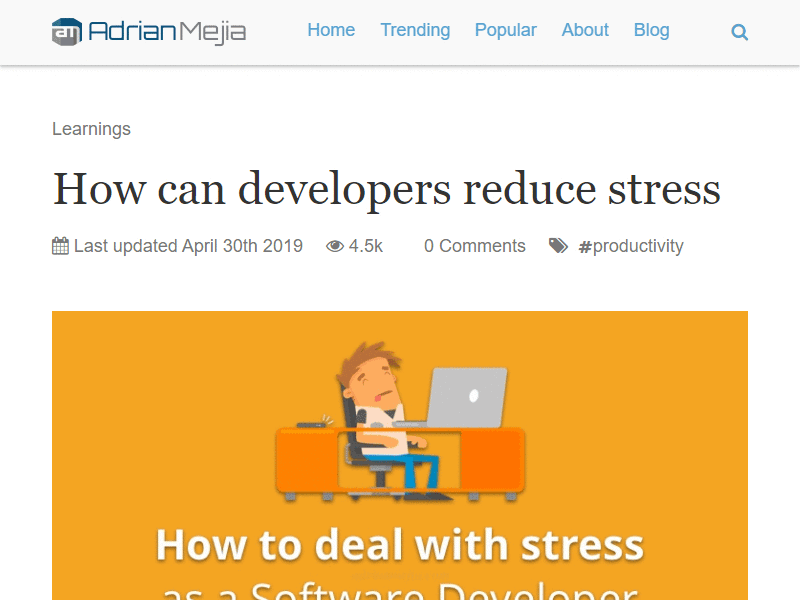 am AdrianMejia Home Trending Popular About Blog
Learnings
How can developers reduce stress
Last updated April 30th 2019 4.5k 0 Comments #productivity
How to deal with stress
as a Software Developer